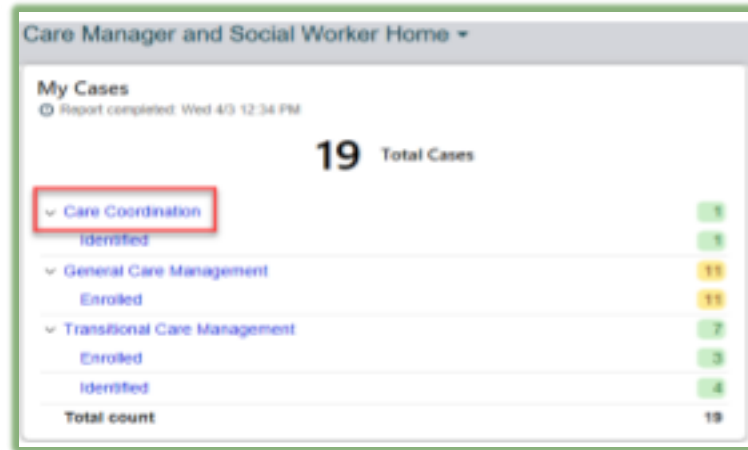 Care Manager and Social Worker Home
My Cases
Report completed: Wed 4/3 12:34 PM
19 Total Cases
Care Coordination 1
Identified 1
General Care Management 11
Enrolled 11
Transitional Care Management 7
Enrolled 3
Identified 4
Total count 19